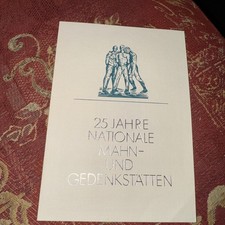 25 JAHRE
NATIONALE
MAHN-
UND
GEDENKSTÄTTEN